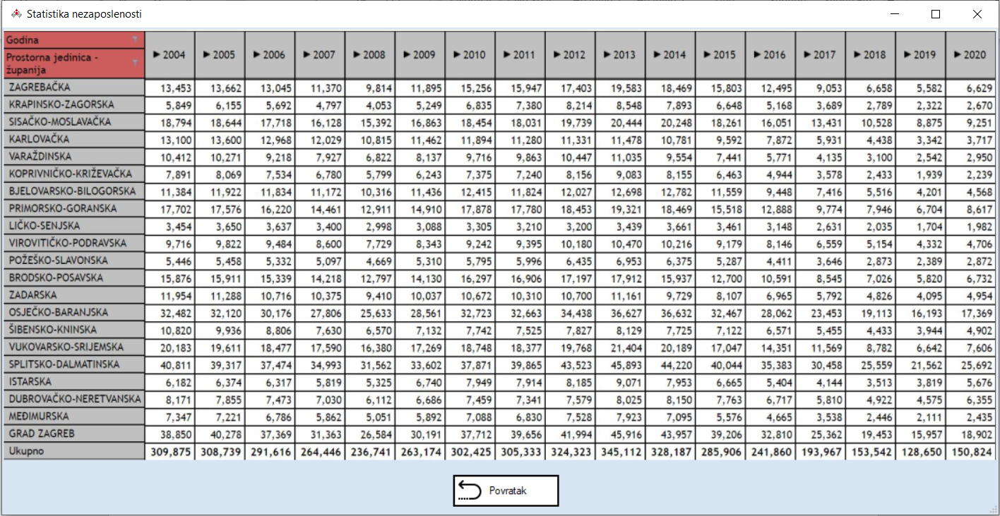 Statistika nezaposlenosti
Godina
Prostorna jedinica - županija
2004 2005 2006 2007 2008 2009 2010 2011 2012 2013 2014 2015 2016 2017 2018 2019 2020
ZAGREBAČKA 13,453 13,662 13,045 11,370 9,814 11,895 15,256 15,947 17,403 19,583 18,469 15,803 12,495 9,053 6,658 5,582 6,629
KRAPINSKO-ZAGORSKA 5,849 6,155 5,692 4,797 4,053 5,249 6,835 7,380 8,214 8,548 7,893 6,648 5,168 3,689 2,789 2,322 2,670
SISAČKO-MOSLAVAČKA 18,794 18,644 17,718 16,128 15,392 16,863 18,454 18,031 19,739 20,444 20,248 18,261 16,051 13,431 10,528 8,875 9,251
KARLOVAČKA 13,100 13,600 12,968 12,029 10,815 11,462 11,894 11,280 11,331 11,478 10,781 9,592 7,872 5,931 4,438 3,342 3,717
VARAŽDINSKA 10,412 10,271 9,218 7,927 6,822 8,137 9,716 9,863 10,447 11,035 9,554 7,441 5,771 4,135 3,100 2,542 2,950
KOPRIVNIČKO-KRIŽEVAČKA 7,891 8,069 7,534 6,780 5,799 6,243 7,375 7,240 8,156 9,083 8,155 6,463 4,944 3,578 2,433 1,939 2,239
BJELOVARSKO-BILOGORSKA 11,384 11,922 11,834 11,172 10,316 11,436 12,415 11,824 12,027 12,698 12,782 11,559 9,448 7,416 5,516 4,201 4,568
PRIMORSKO-GORANSKA 17,702 17,576 16,220 14,461 12,911 14,910 17,878 17,780 18,453 19,321 18,469 15,518 12,888 9,774 7,946 6,704 8,617
LIČKO-SENJSKA 3,454 3,650 3,637 3,400 2,998 3,088 3,305 3,210 3,200 3,439 3,661 3,461 3,148 2,631 2,035 1,704 1,982
VIROVITIČKO-PODRAVSKA 9,716 9,822 9,484 8,600 7,729 8,343 9,242 9,395 10,180 10,470 10,216 9,179 8,146 6,559 5,154 4,332 4,706
POŽEŠKO-SLAVONSKA 5,446 5,458 5,332 5,097 4,669 5,310 5,795 5,996 6,435 6,953 6,375 5,287 4,411 3,646 2,873 2,389 2,872
BRODSKO-POSAVSKA 15,876 15,911 15,339 14,218 12,797 14,130 16,297 16,906 17,197 17,912 15,937 12,700 10,591 8,545 7,026 5,820 6,732
ZADARSKA 11,954 11,288 10,716 10,375 9,410 10,037 10,672 10,310 10,700 11,161 9,729 8,107 6,965 5,792 4,826 4,095 4,954
OSJEČKO-BARANJSKA 32,482 32,120 30,176 27,806 25,633 28,561 32,723 32,663 34,438 36,627 36,632 32,467 28,062 23,453 19,113 16,193 17,369
ŠIBENSKO-KNINSKA 10,820 9,936 8,806 7,630 6,570 7,132 7,742 7,525 7,827 8,129 7,725 7,122 6,571 5,455 4,433 3,944 4,902
VUKOVARSKO-SRIJEMSKA 20,183 19,611 18,477 17,590 16,380 17,269 18,748 18,377 19,768 21,404 20,189 17,047 14,351 11,569 8,782 6,642 7,606
SPLITSKO-DALMATINSKA 40,811 39,317 37,474 34,993 31,562 33,602 37,871 39,865 43,523 45,893 44,220 40,044 35,383 30,458 25,559 21,562 25,692
ISTARSKA 6,182 6,374 6,317 5,819 5,325 6,740 7,949 7,914 8,185 9,071 7,953 6,665 5,404 4,144 3,513 3,819 5,676
DUBROVAČKO-NERETVANSKA 8,171 7,855 7,473 7,030 6,112 6,686 7,459 7,341 7,579 8,025 8,150 7,763 6,717 5,810 4,922 4,575 6,355
MEĐIMURSKA 7,347 7,221 6,786 5,862 5,051 5,892 7,088 6,830 7,528 7,923 7,095 5,576 4,665 3,538 2,446 2,111 2,435
GRAD ZAGREB 38,850 40,278 37,369 31,363 26,584 30,191 37,712 39,656 41,994 45,916 43,957 39,206 32,810 25,362 19,453 15,957 18,902
Ukupno 309,875 308,739 291,616 264,446 236,741 263,174 302,425 305,333 324,323 345,112 328,187 285,906 241,860 193,967 153,542 128,650 150,824
Povratak